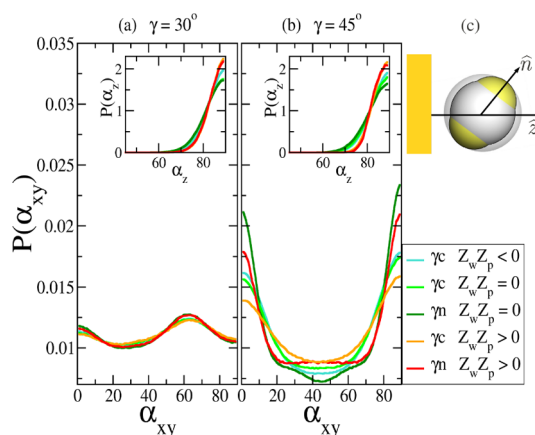 (a) γ = 30°
(b) γ = 45°
(c)
P(α_xy)
0.035
0.03
0.025
0.02
0.015
0.01
0 20 40 60 80
α_xy
0 20 40 60 80
α_xy
P(α_z)
2
1
0
60 80
α_z
P(α_z)
2
1
0
60 80
α_z
n̂
ẑ
γc Z_wZ_p<0
γc Z_wZ_p=0
γn Z_wZ_p=0
γc Z_wZ_p>0
γn Z_wZ_p>0